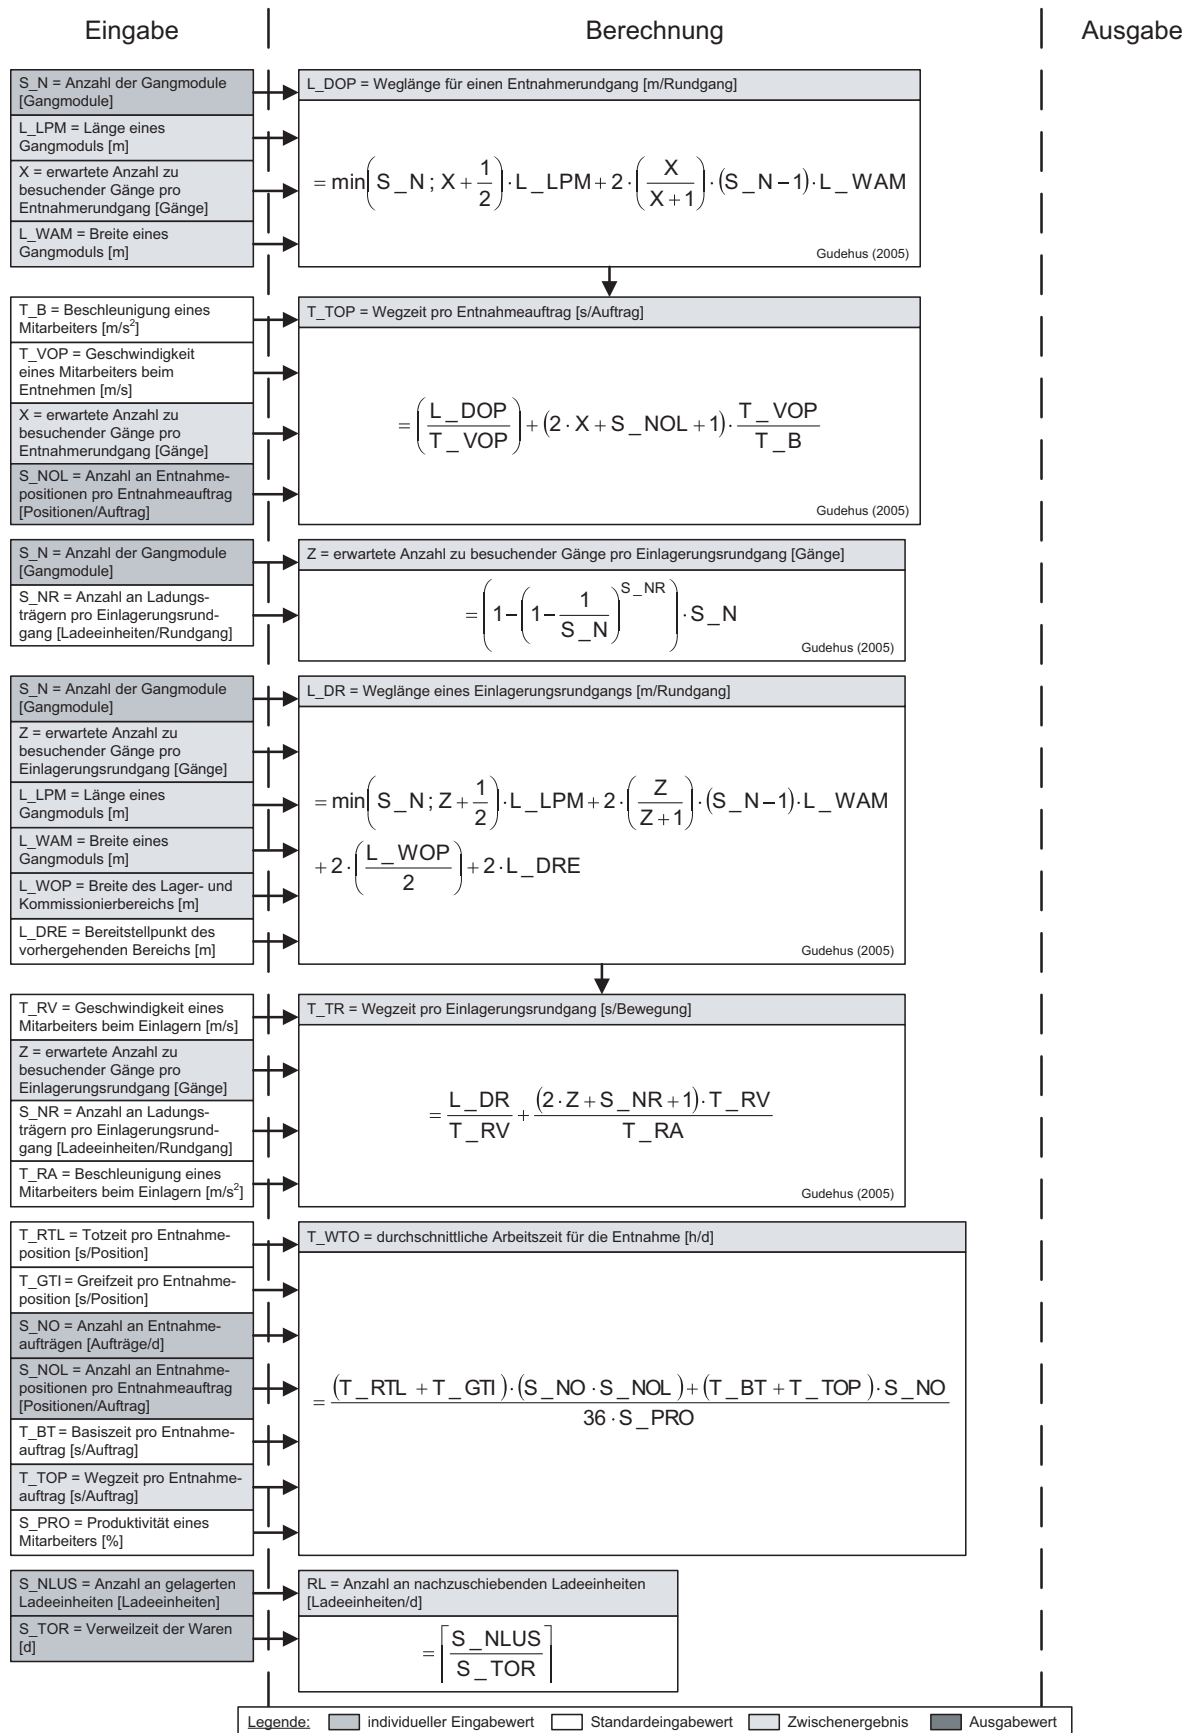 Eingabe
Berechnung
Ausgabe
S_N = Anzahl der Gangmodule
[Gangmodule]
L_LPM = Länge eines
Gangmoduls [m]
X = erwartete Anzahl zu
besuchender Gänge pro
Entnahmerundgang [Gänge]
L_WAM = Breite eines
Gangmoduls [m]
L_DOP = Weglänge für einen Entnahmerundgang [m/Rundgang]
= min(S_N ; X + 1/2) · L_LPM + 2 · (X/(X+1)) · (S_N − 1) · L_WAM
Gudehus (2005)
T_B = Beschleunigung eines
Mitarbeiters [m/s²]
T_VOP = Geschwindigkeit
eines Mitarbeiters beim
Entnehmen [m/s]
X = erwartete Anzahl zu
besuchender Gänge pro
Entnahmerundgang [Gänge]
S_NOL = Anzahl an Entnahme-
positionen pro Entnahmeauftrag
[Positionen/Auftrag]
T_TOP = Wegzeit pro Entnahmeauftrag [s/Auftrag]
= (L_DOP/T_VOP) + (2 · X + S_NOL + 1) · T_VOP/T_B
Gudehus (2005)
S_N = Anzahl der Gangmodule
[Gangmodule]
S_NR = Anzahl an Ladungs-
trägern pro Einlagerungsrund-
gang [Ladeeinheiten/Rundgang]
Z = erwartete Anzahl zu besuchender Gänge pro Einlagerungsrundgang [Gänge]
= (1 − (1 − 1/S_N)^S_NR) · S_N
Gudehus (2005)
S_N = Anzahl der Gangmodule
[Gangmodule]
Z = erwartete Anzahl zu
besuchender Gänge pro
Einlagerungsrundgang [Gänge]
L_LPM = Länge eines
Gangmoduls [m]
L_WAM = Breite eines
Gangmoduls [m]
L_WOP = Breite des Lager- und
Kommissionierbereichs [m]
L_DRE = Bereitstellpunkt des
vorhergehenden Bereichs [m]
L_DR = Weglänge eines Einlagerungsrundgangs [m/Rundgang]
= min(S_N ; Z + 1/2) · L_LPM + 2 · (Z/(Z+1)) · (S_N − 1) · L_WAM
+ 2 · (L_WOP/2) + 2 · L_DRE
Gudehus (2005)
T_RV = Geschwindigkeit eines
Mitarbeiters beim Einlagern [m/s]
Z = erwartete Anzahl zu
besuchender Gänge pro
Einlagerungsrundgang [Gänge]
S_NR = Anzahl an Ladungs-
trägern pro Einlagerungsrund-
gang [Ladeeinheiten/Rundgang]
T_RA = Beschleunigung eines
Mitarbeiters beim Einlagern [m/s²]
T_TR = Wegzeit pro Einlagerungsrundgang [s/Bewegung]
= L_DR/T_RV + ((2 · Z + S_NR + 1) · T_RV)/T_RA
Gudehus (2005)
T_RTL = Totzeit pro Entnahme-
position [s/Position]
T_GTI = Greifzeit pro Entnahme-
position [s/Position]
S_NO = Anzahl an Entnahme-
aufträgen [Aufträge/d]
S_NOL = Anzahl an Entnahme-
positionen pro Entnahmeauftrag
[Positionen/Auftrag]
T_BT = Basiszeit pro Entnahme-
auftrag [s/Auftrag]
T_TOP = Wegzeit pro Entnahme-
auftrag [s/Auftrag]
S_PRO = Produktivität eines
Mitarbeiters [%]
T_WTO = durchschnittliche Arbeitszeit für die Entnahme [h/d]
= ((T_RTL + T_GTI) · (S_NO · S_NOL) + (T_BT + T_TOP) · S_NO)/(36 · S_PRO)
S_NLUS = Anzahl an gelagerten
Ladeeinheiten [Ladeeinheiten]
S_TOR = Verweilzeit der Waren
[d]
RL = Anzahl an nachzuschiebenden Ladeeinheiten
[Ladeeinheiten/d]
= ⌈S_NLUS/S_TOR⌉
Legende: individueller Eingabewert Standardeingabewert Zwischenergebnis Ausgabewert